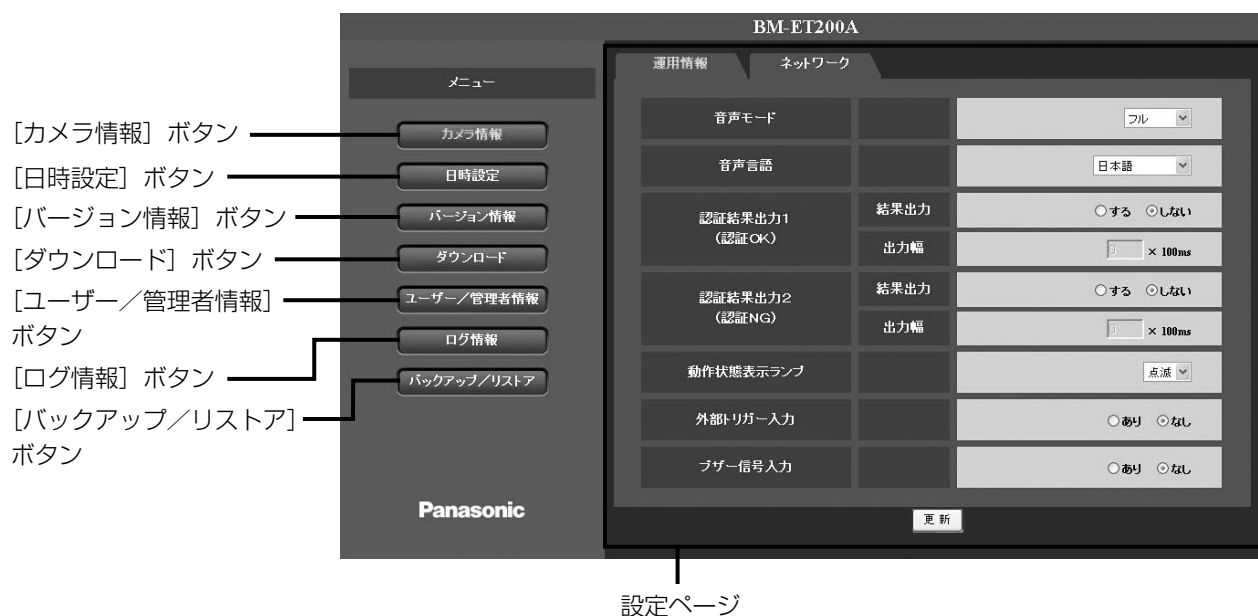 BM-ET200A
メニュー
カメラ情報
日時設定
バージョン情報
ダウンロード
ユーザー／管理者情報
ログ情報
バックアップ／リストア
Panasonic
［カメラ情報］ボタン
［日時設定］ボタン
［バージョン情報］ボタン
［ダウンロード］ボタン
［ユーザー／管理者情報］
ボタン
［ログ情報］ボタン
［バックアップ／リストア］
ボタン
運用情報 ネットワーク
音声モード フル
音声言語 日本語
認証結果出力1
（認証OK）
結果出力 する しない
出力幅 × 100ms
認証結果出力2
（認証NG）
結果出力 する しない
出力幅 × 100ms
動作状態表示ランプ 点滅
外部トリガー入力 あり なし
ブザー信号入力 あり なし
更新
設定ページ